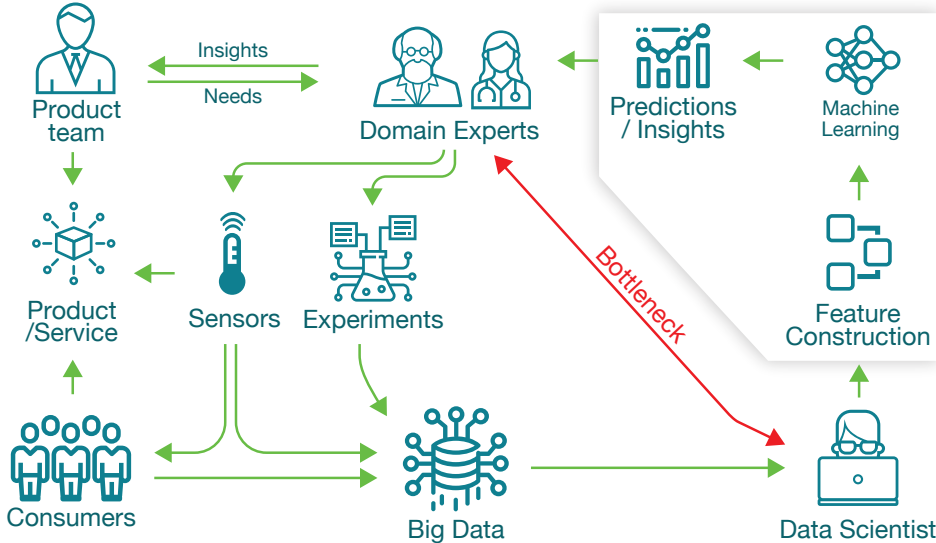 Insights
Needs
Product
team
Domain Experts
Predictions
/ Insights
Machine
Learning
Bottleneck
Product
/Service
Sensors
Experiments
Feature
Construction
Consumers
Big Data
Data Scientist